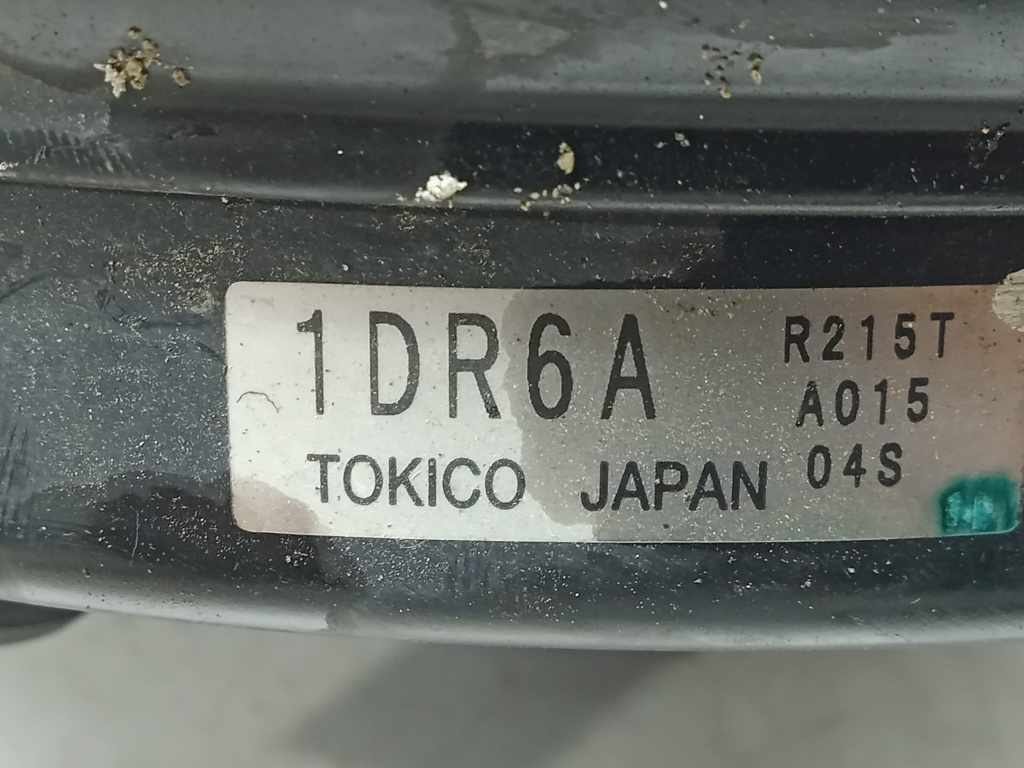 1DR6A
R215T
A015
TOKICO JAPAN
04S